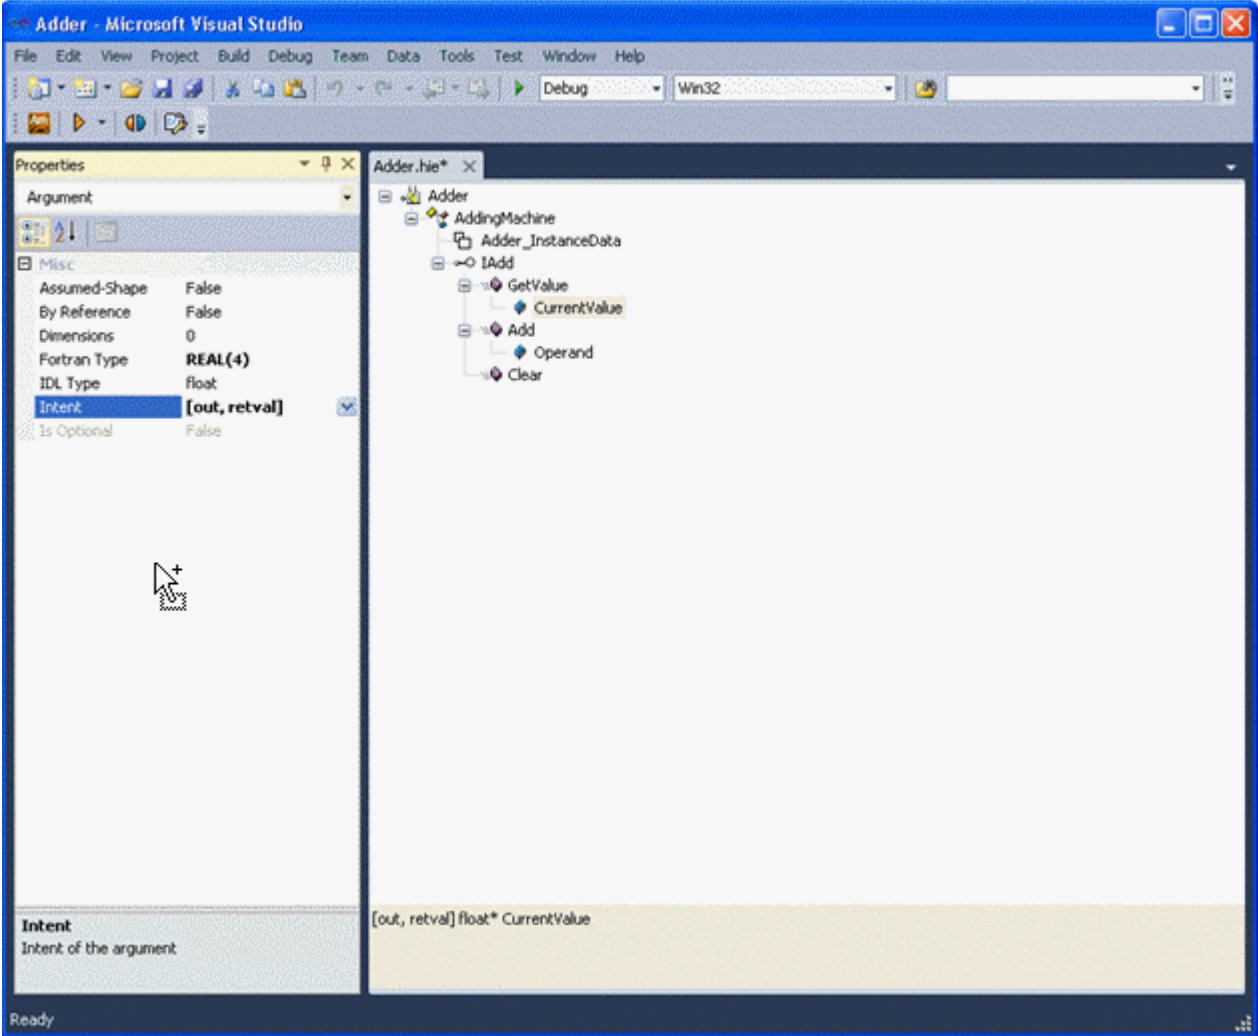 Adder - Microsoft Visual Studio
File Edit View Project Build Debug Team Data Tools Test Window Help
Debug Win32
Properties
Argument
Misc
Assumed-Shape False
By Reference False
Dimensions 0
Fortran Type REAL(4)
IDL Type float
Intent [out, retval]
Is Optional False
Intent
Intent of the argument
Adder.hie*
Adder
AddingMachine
Adder_InstanceData
IAdd
GetValue
CurrentValue
Add
Operand
Clear
[out, retval] float* CurrentValue
Ready